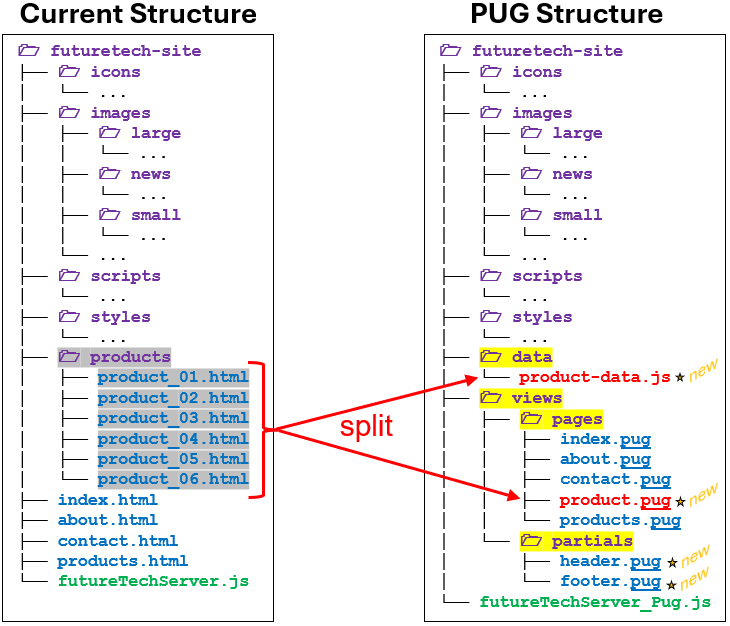 Current Structure
futuretech-site
icons
...
images
large
...
news
...
small
...
...
scripts
...
styles
...
products
product_01.html
product_02.html
product_03.html
product_04.html
product_05.html
product_06.html
index.html
about.html
contact.html
products.html
futureTechServer.js
split
PUG Structure
futuretech-site
icons
...
images
large
...
news
...
small
...
...
scripts
...
styles
...
data
product-data.js ★ new
views
pages
index.pug
about.pug
contact.pug
product.pug ★ new
products.pug
partials
header.pug ★ new
footer.pug ★ new
futureTechServer_Pug.js